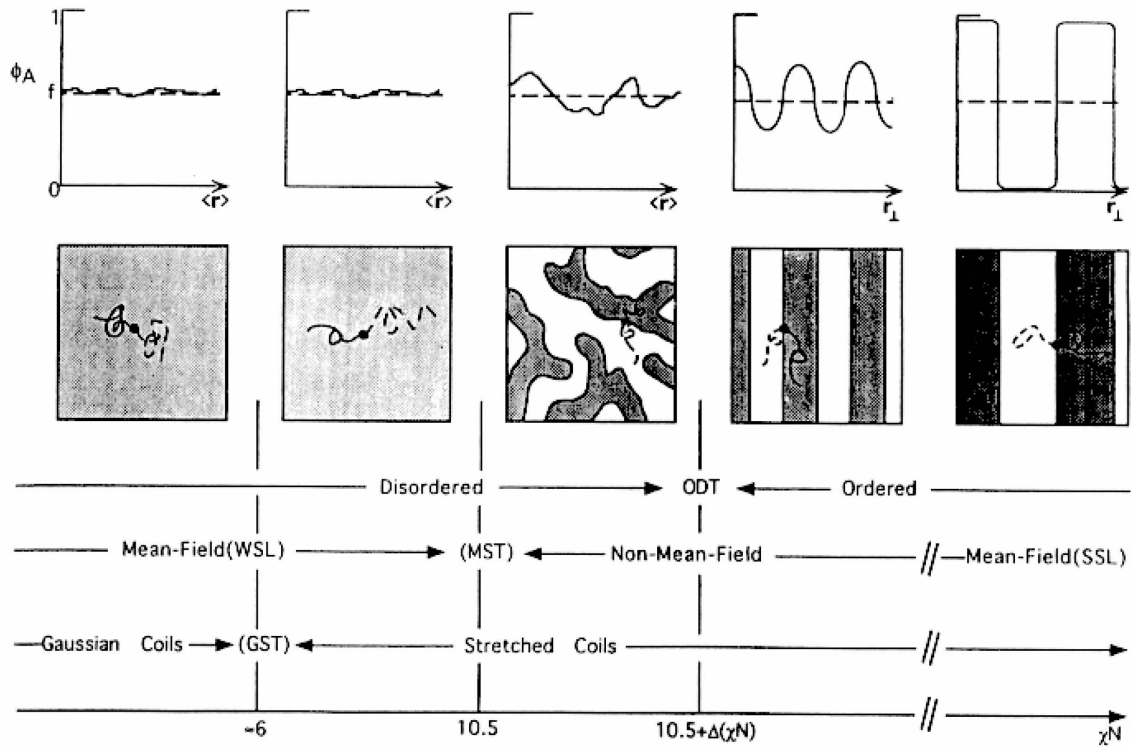 1
ϕA
f
0
⟨r⟩
⟨r⟩
⟨r⟩
r⊥
r⊥
Disordered
ODT
Ordered
Mean-Field(WSL)
(MST)
Non-Mean-Field
Mean-Field(SSL)
Gaussian Coils
(GST)
Stretched Coils
≈6
10.5
10.5+Δ(χN)
χN